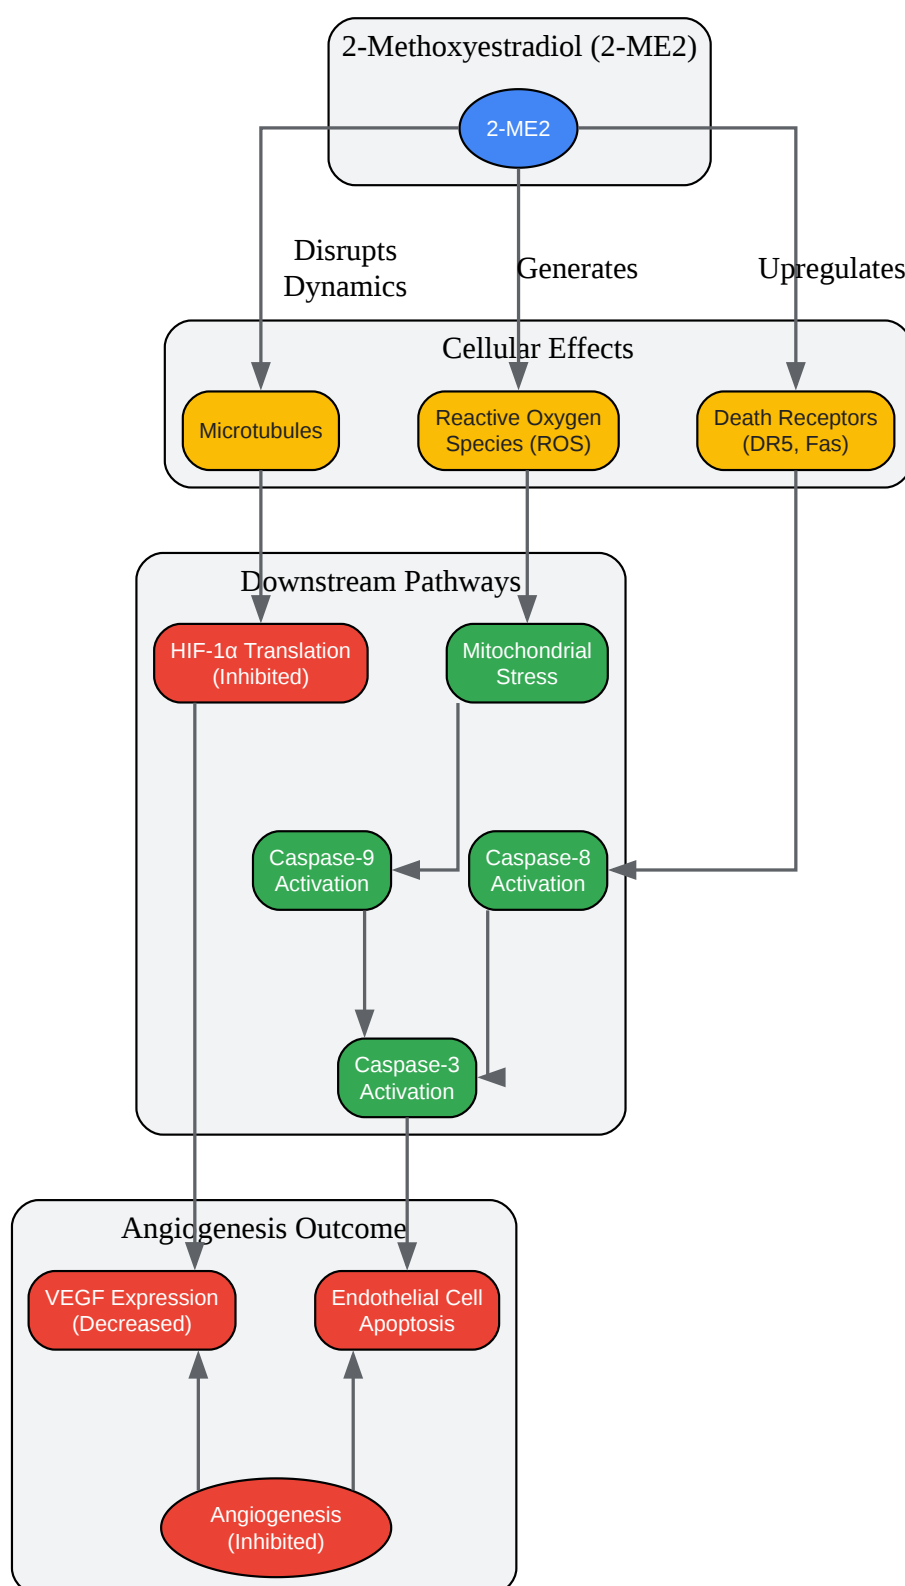 2-Methoxyestradiol (2-ME2)
2-ME2
Disrupts
Dynamics
Generates
Upregulates
Cellular Effects
Microtubules
Reactive Oxygen
Species (ROS)
Death Receptors
(DR5, Fas)
Downstream Pathways
HIF-1α Translation
(Inhibited)
Mitochondrial
Stress
Caspase-9
Activation
Caspase-8
Activation
Caspase-3
Activation
Angiogenesis Outcome
VEGF Expression
(Decreased)
Endothelial Cell
Apoptosis
Angiogenesis
(Inhibited)